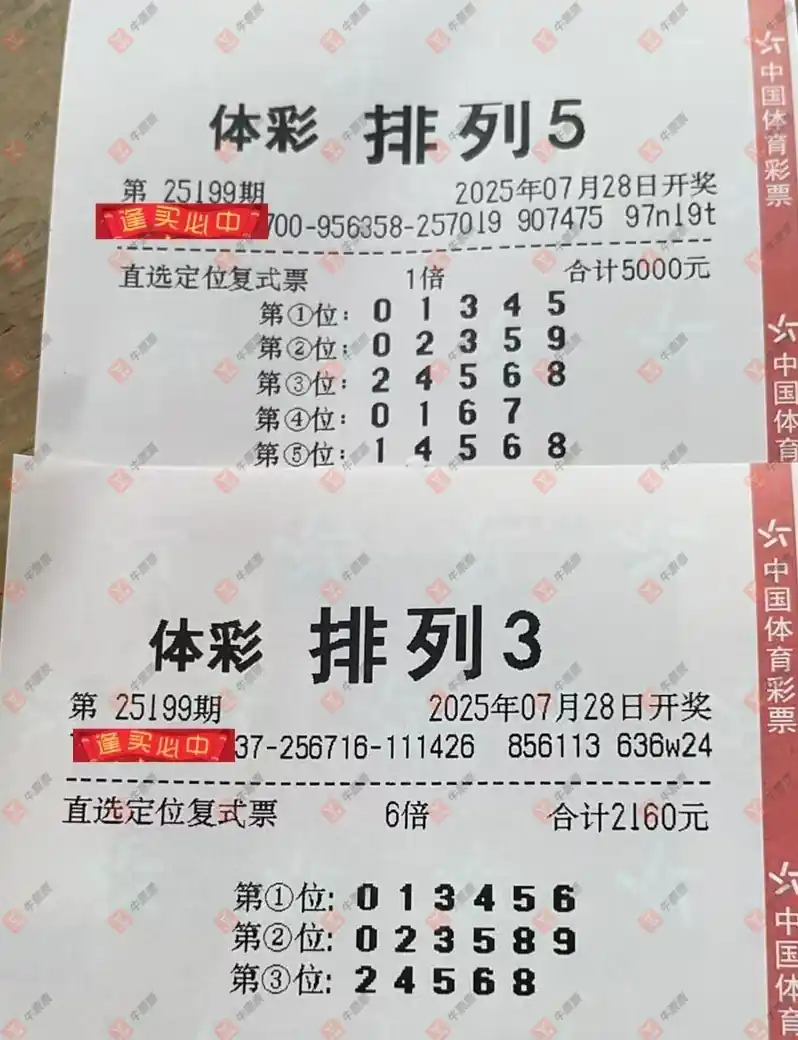 体彩 排列5
第 25199期 2025年07月28日开奖
逢买必中 700-956358-257019 907475 97n19t
直选定位复式票 1倍 合计5000元
第①位: 0 1 3 4 5
第②位: 0 2 3 5 9
第③位: 2 4 5 6 8
第④位: 0 1 6 7
第⑤位: 1 4 5 6 8
中国体育彩票
中国体育
体彩 排列3
第 25199期 2025年07月28日开奖
逢买必中 37-256716-111426 856113 636w24
直选定位复式票 6倍 合计2160元
第①位: 0 1 3 4 5 6
第②位: 0 2 3 5 8 9
第③位: 2 4 5 6 8
中国体育彩票
中国体育